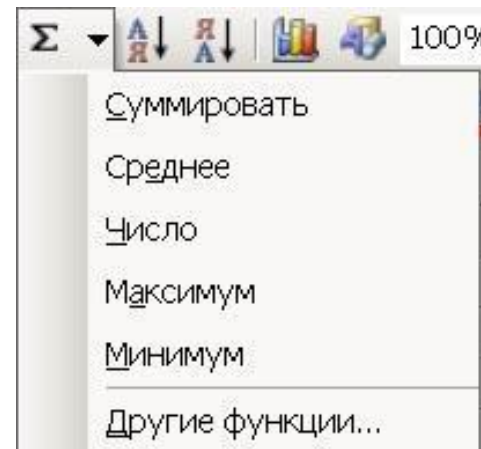 Σ А Я Я А 100%
Суммировать
Среднее
Число
Максимум
Минимум
Другие функции...